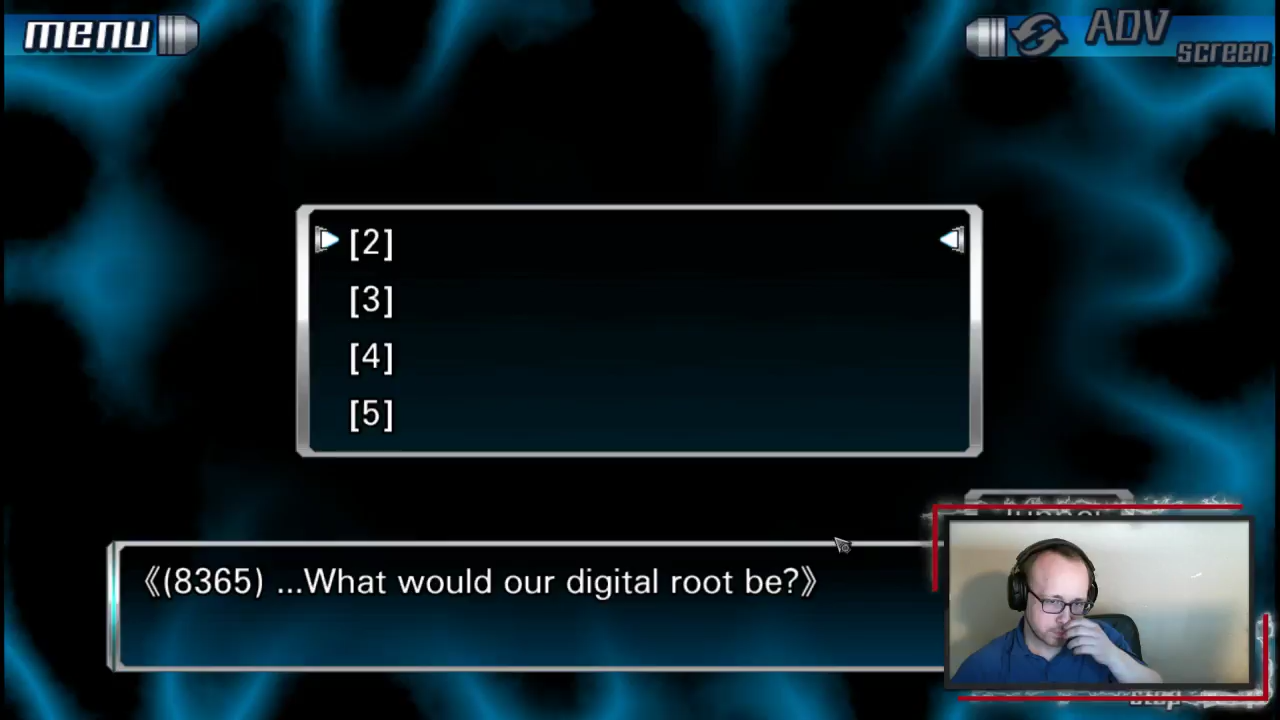 menu
ADV
screen
[2]
[3]
[4]
[5]
《(8365) ...What would our digital root be?》